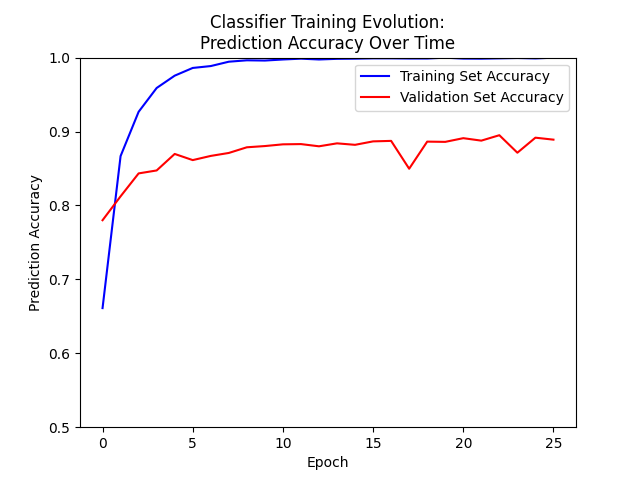 Classifier Training Evolution:
Prediction Accuracy Over Time
1.0
Training Set Accuracy
Validation Set Accuracy
0.9
0.8
0.7
0.6
0.5
Prediction Accuracy
0 5 10 15 20 25
Epoch